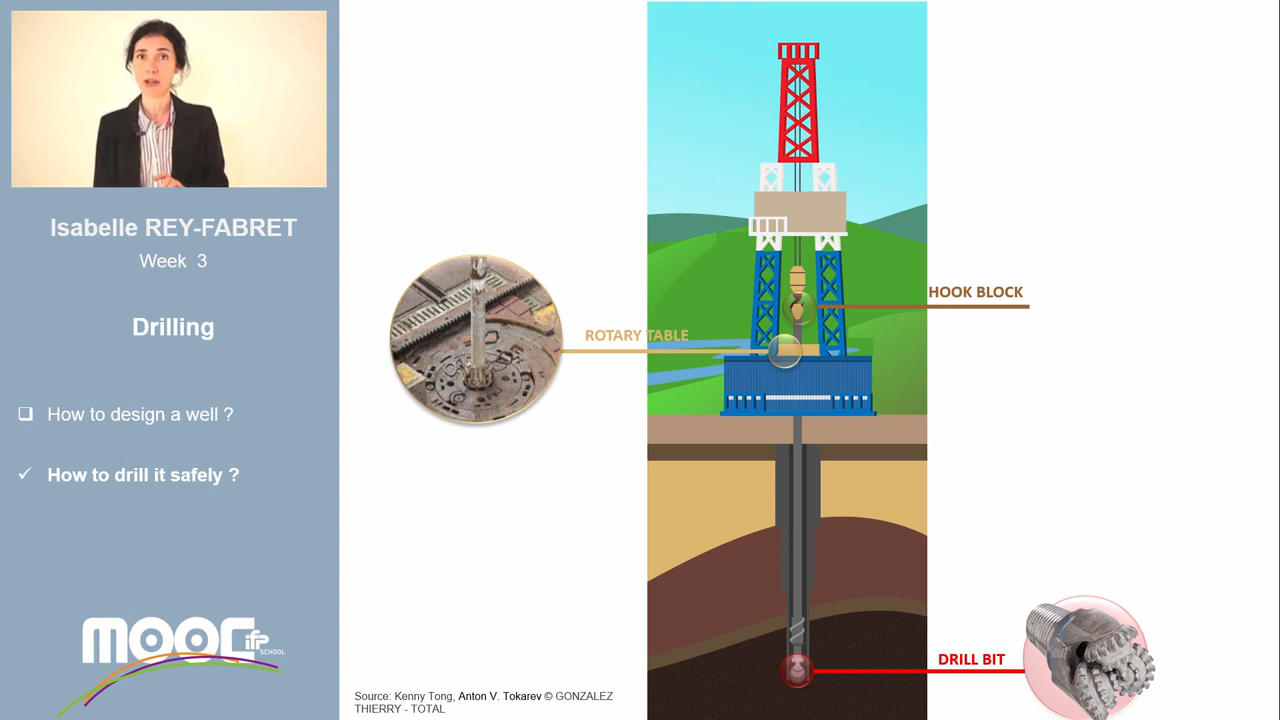 Isabelle REY-FABRET
Week 3
Drilling
❑ How to design a well ?
✓ How to drill it safely ?
MOOC ifp
SCHOOL
HOOK BLOCK
ROTARY TABLE
DRILL BIT
Source: Kenny Tong, Anton V. Tokarev © GONZALEZ
THIERRY - TOTAL